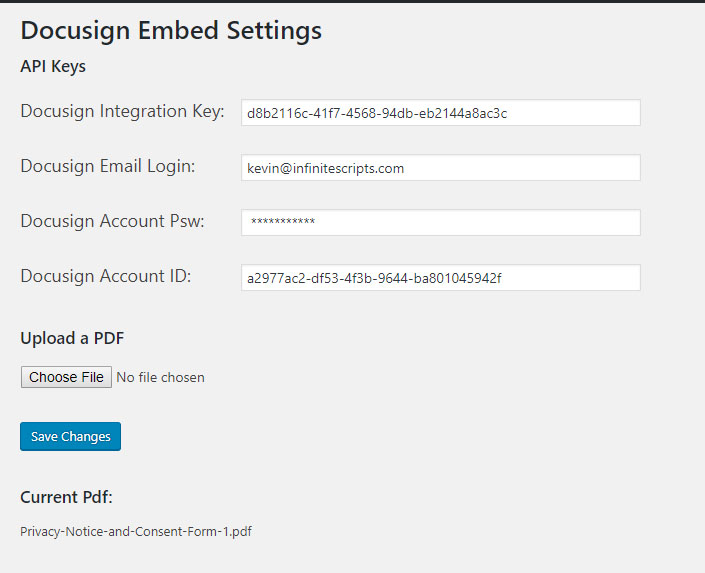 Docusign Embed Settings
API Keys
Docusign Integration Key: d8b2116c-41f7-4568-94db-eb2144a8ac3c
Docusign Email Login: kevin@infinitescripts.com
Docusign Account Psw: ***********
Docusign Account ID: a2977ac2-df53-4f3b-9644-ba801045942f
Upload a PDF
Choose File No file chosen
Save Changes
Current Pdf:
Privacy-Notice-and-Consent-Form-1.pdf